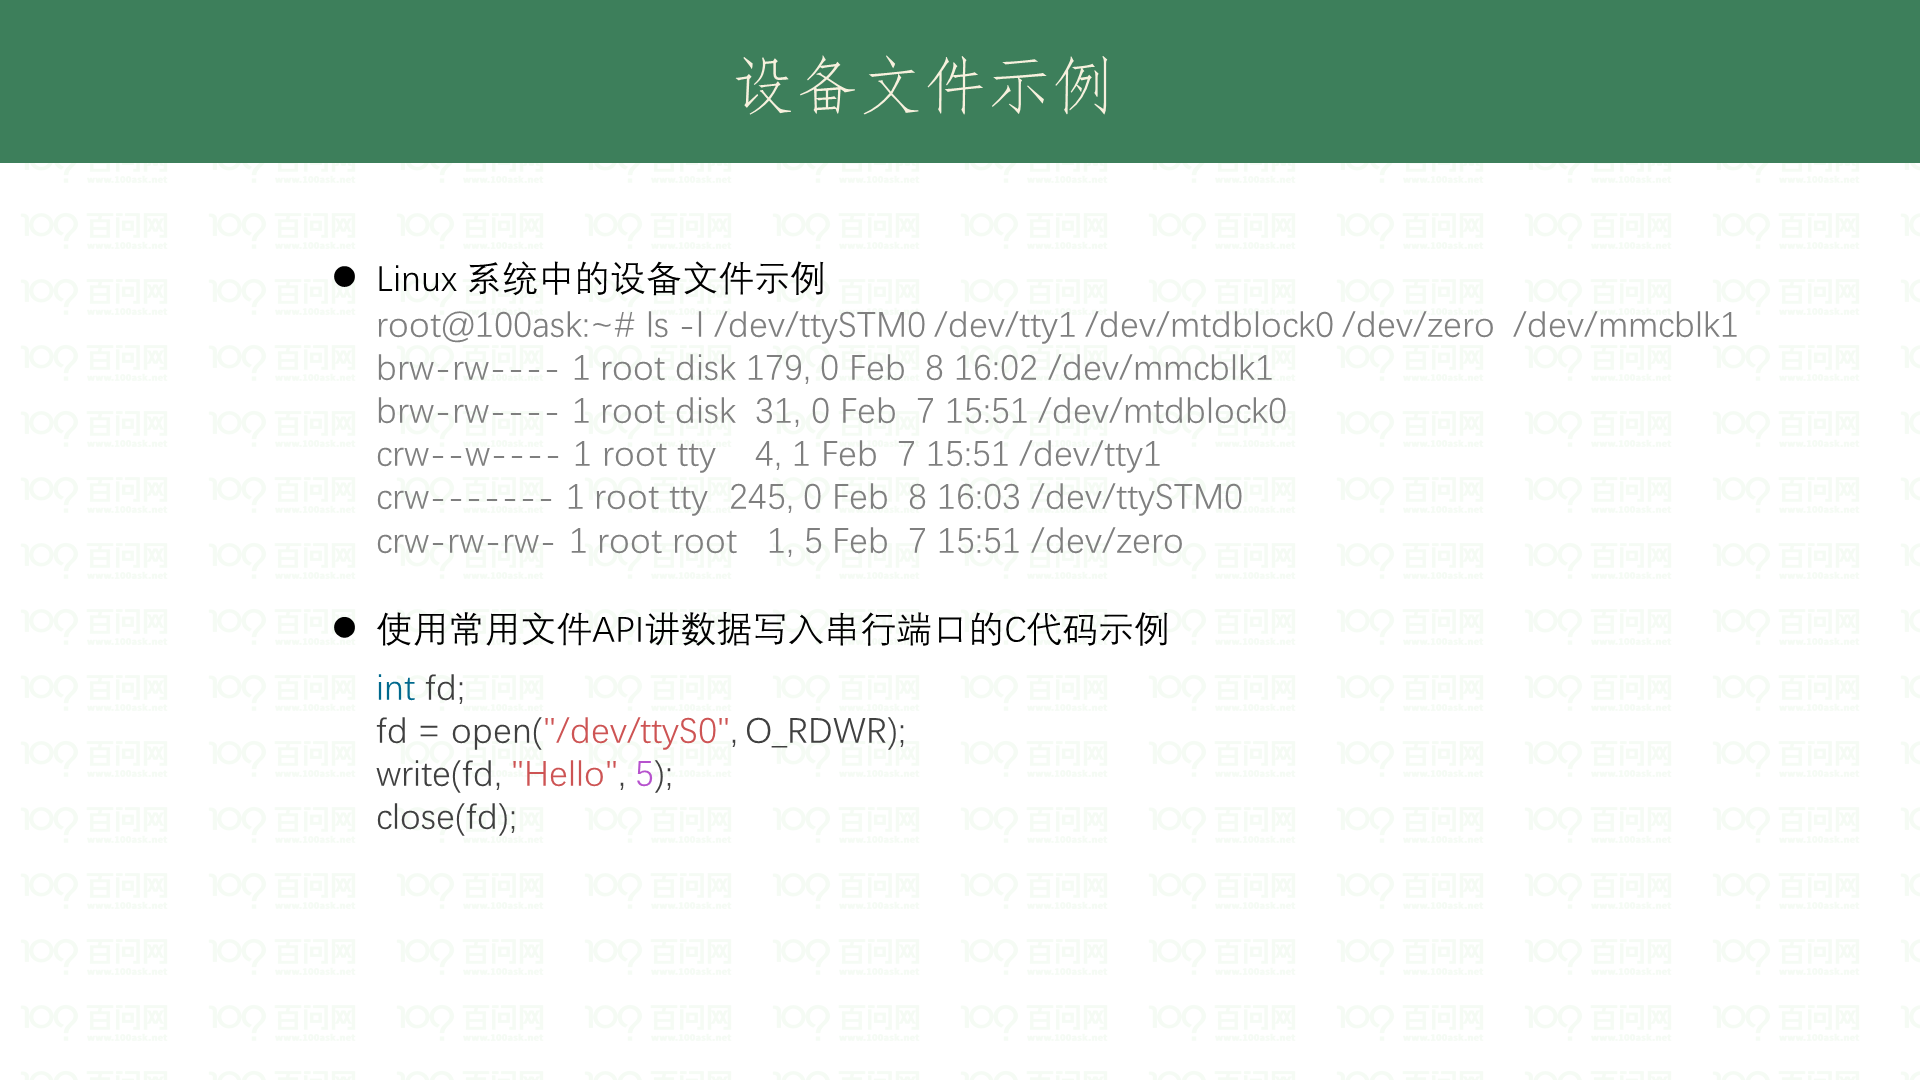 设备文件示例
● Linux 系统中的设备文件示例
root@100ask:~# ls -l /dev/ttySTM0 /dev/tty1 /dev/mtdblock0 /dev/zero  /dev/mmcblk1
brw-rw---- 1 root disk 179, 0 Feb  8 16:02 /dev/mmcblk1
brw-rw---- 1 root disk  31, 0 Feb  7 15:51 /dev/mtdblock0
crw--w---- 1 root tty    4, 1 Feb  7 15:51 /dev/tty1
crw------- 1 root tty  245, 0 Feb  8 16:03 /dev/ttySTM0
crw-rw-rw- 1 root root   1, 5 Feb  7 15:51 /dev/zero
● 使用常用文件API讲数据写入串行端口的C代码示例
int fd;
fd = open("/dev/ttyS0", O_RDWR);
write(fd, "Hello", 5);
close(fd);
百问网
www.100ask.net